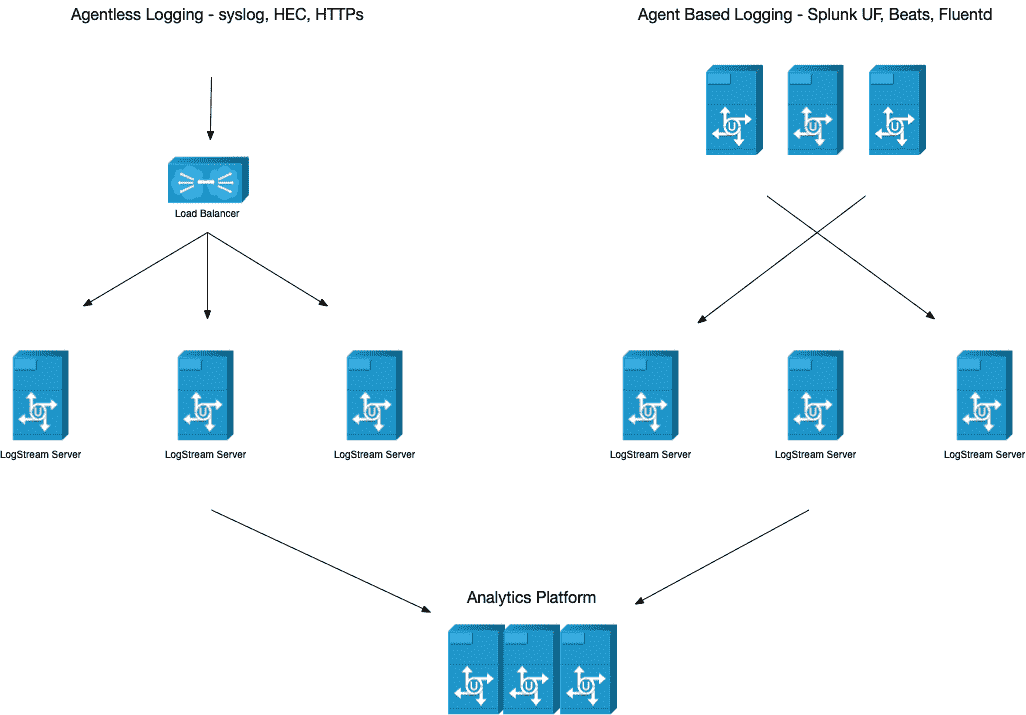 Agentless Logging - syslog, HEC, HTTPs
Agent Based Logging - Splunk UF, Beats, Fluentd
U
U
U
Load Balancer
U
U
U
U
U
U
LogStream Server
LogStream Server
LogStream Server
LogStream Server
LogStream Server
LogStream Server
Analytics Platform
U
U
U